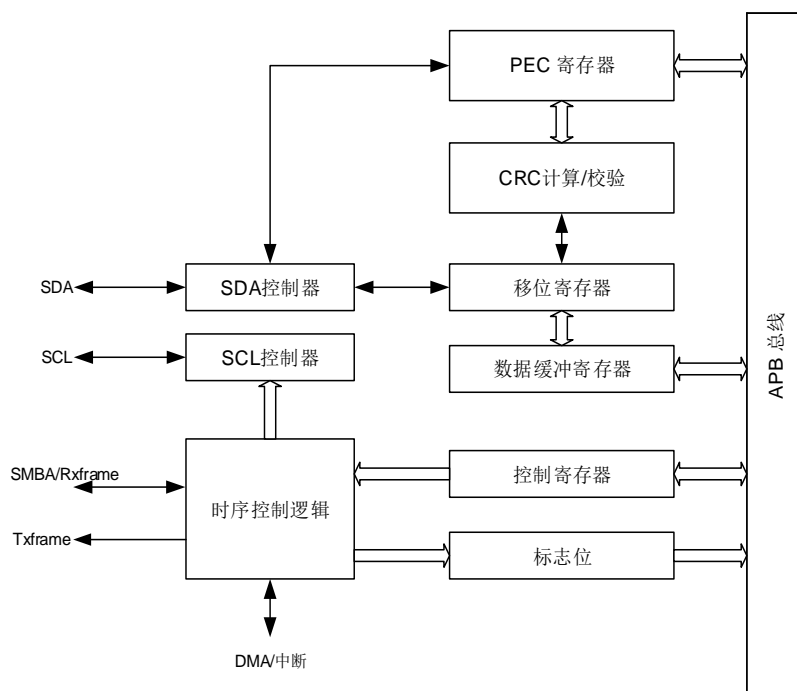 PEC 寄存器
CRC计算/校验
SDA
SDA控制器
移位寄存器
SCL
SCL控制器
数据缓冲寄存器
APB 总线
SMBA/Rxframe
时序控制逻辑
控制寄存器
Txframe
标志位
DMA/中断